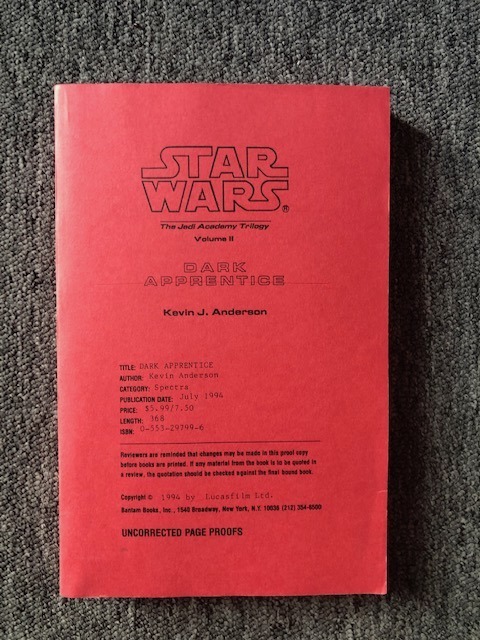 STAR
WARS®
The Jedi Academy Trilogy
Volume II
DARK
APPRENTICE
Kevin J. Anderson
TITLE: DARK APPRENTICE
AUTHOR: Kevin Anderson
CATEGORY: Spectra
PUBLICATION DATE: July 1994
PRICE: $5.99/7.50
LENGTH: 368
ISBN: 0-553-29799-6
Reviewers are reminded that changes may be made in this proof copy
before books are printed. If any material from the book is to be quoted in
a review, the quotation should be checked against the final bound book.
Copyright © 1994 by Lucasfilm Ltd.
Bantam Books, Inc., 1540 Broadway, New York, N.Y. 10036 (212) 354-6500
UNCORRECTED PAGE PROOFS